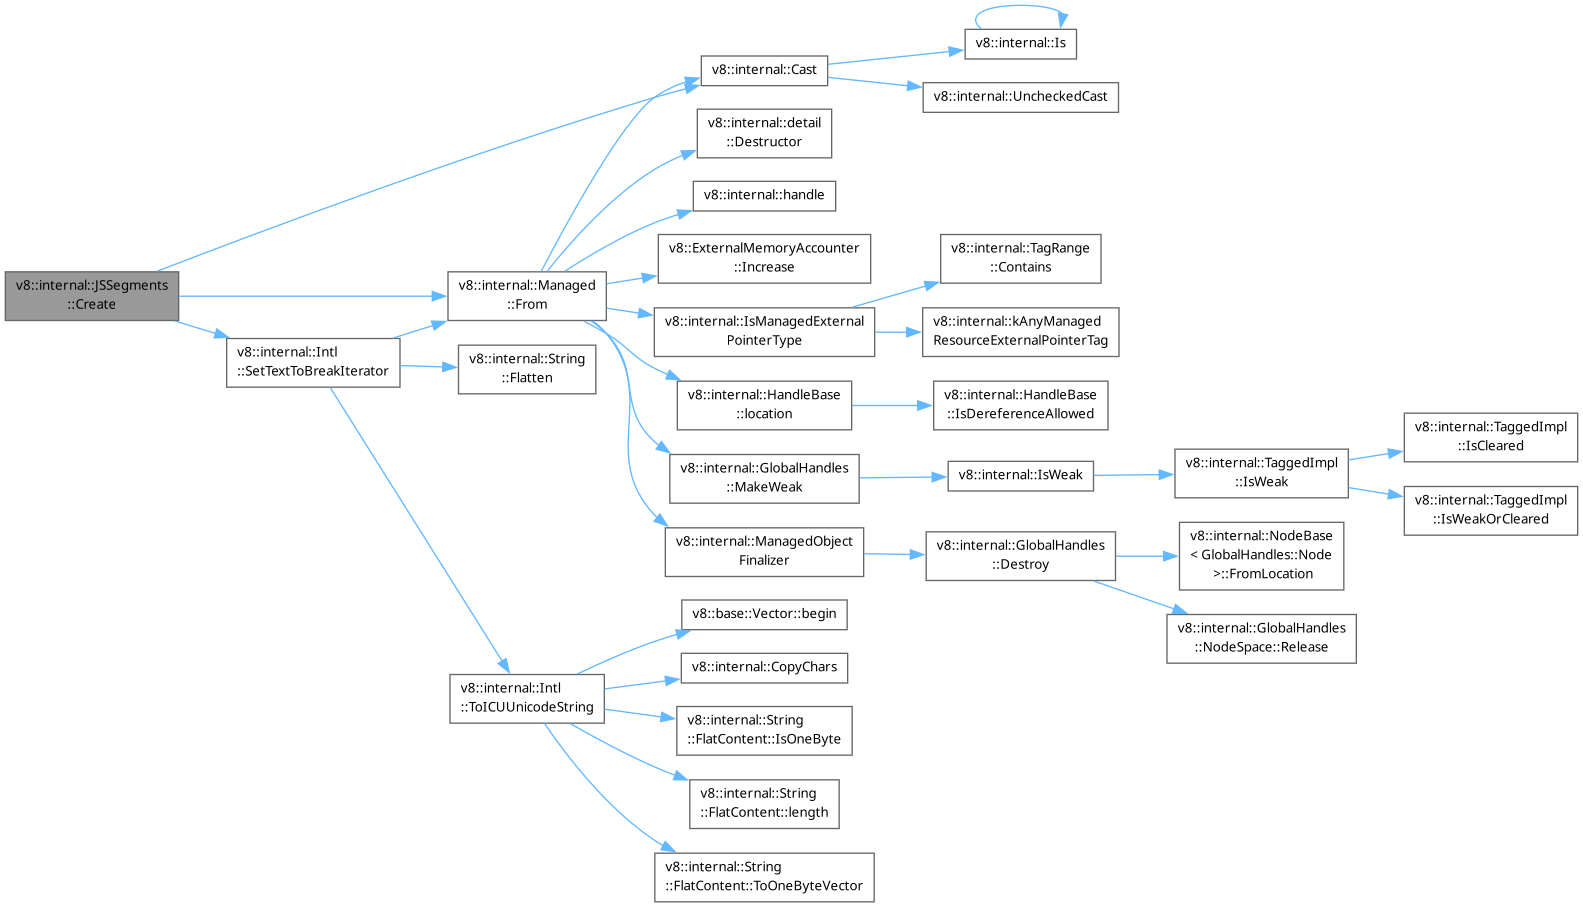 v8::internal::Is
v8::internal::Cast
v8::internal::UncheckedCast
v8::internal::detail
::Destructor
v8::internal::handle
v8::ExternalMemoryAccounter
::Increase
v8::internal::TagRange
::Contains
v8::internal::JSSegments
::Create
v8::internal::Managed
::From
v8::internal::IsManagedExternal
PointerType
v8::internal::kAnyManaged
ResourceExternalPointerTag
v8::internal::Intl
::SetTextToBreakIterator
v8::internal::String
::Flatten
v8::internal::HandleBase
::location
v8::internal::HandleBase
::IsDereferenceAllowed
v8::internal::TaggedImpl
::IsCleared
v8::internal::GlobalHandles
::MakeWeak
v8::internal::IsWeak
v8::internal::TaggedImpl
::IsWeak
v8::internal::TaggedImpl
::IsWeakOrCleared
v8::internal::ManagedObject
Finalizer
v8::internal::GlobalHandles
::Destroy
v8::internal::NodeBase
< GlobalHandles::Node
>::FromLocation
v8::internal::GlobalHandles
::NodeSpace::Release
v8::base::Vector::begin
v8::internal::CopyChars
v8::internal::Intl
::ToICUUnicodeString
v8::internal::String
::FlatContent::IsOneByte
v8::internal::String
::FlatContent::length
v8::internal::String
::FlatContent::ToOneByteVector